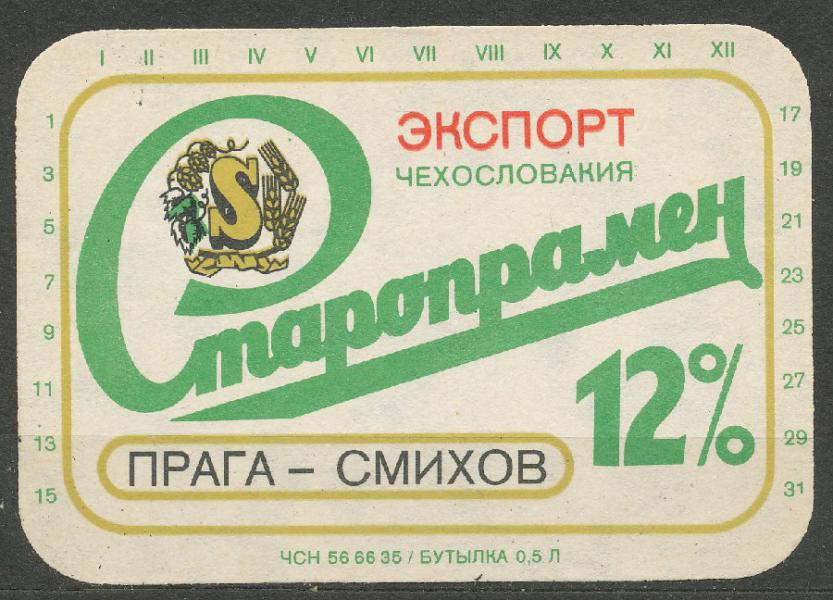 I II III IV V VI VII VIII IX X XI XII
1
3
5
7
9
11
13
15
ЭКСПОРТ
ЧЕХОСЛОВАКИЯ
S
Старопрамен
12%
ПРАГА – СМИХОВ
17
19
21
23
25
27
29
31
ЧСН 56 66 35 / БУТЫЛКА 0,5 Л